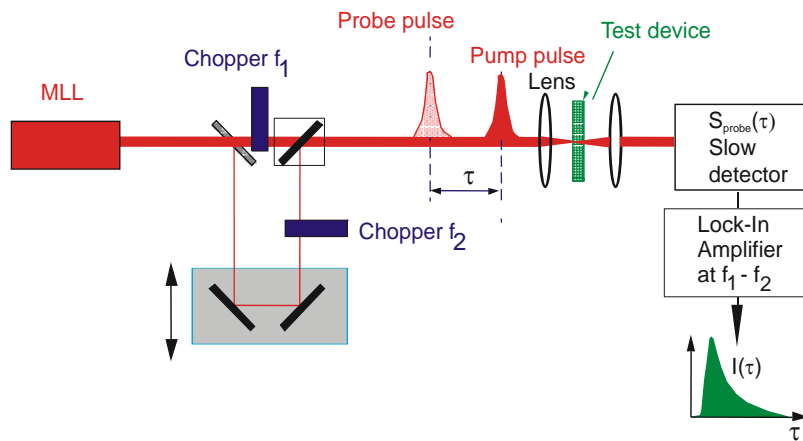 Probe pulse
Test device
Chopper f1
Pump pulse
MLL
Lens
Sprobe(τ)
Slow
detector
τ
Chopper f2
Lock-In
Amplifier
at f1 - f2
I(τ)
τ